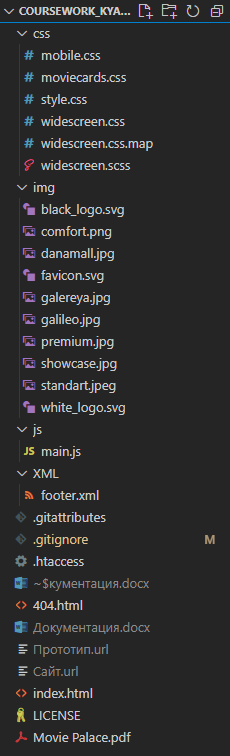 COURSEWORK_KYA...
css
mobile.css
moviecards.css
style.css
widescreen.css
widescreen.css.map
widescreen.scss
img
black_logo.svg
comfort.png
danamall.jpg
favicon.svg
galereya.jpg
galileo.jpg
premium.jpg
showcase.jpg
standart.jpeg
white_logo.svg
js
JS main.js
XML
footer.xml
.gitattributes
.gitignore M
.htaccess
~$кументация.docx
404.html
Документация.docx
Прототип.url
Сайт.url
index.html
LICENSE
Movie Palace.pdf